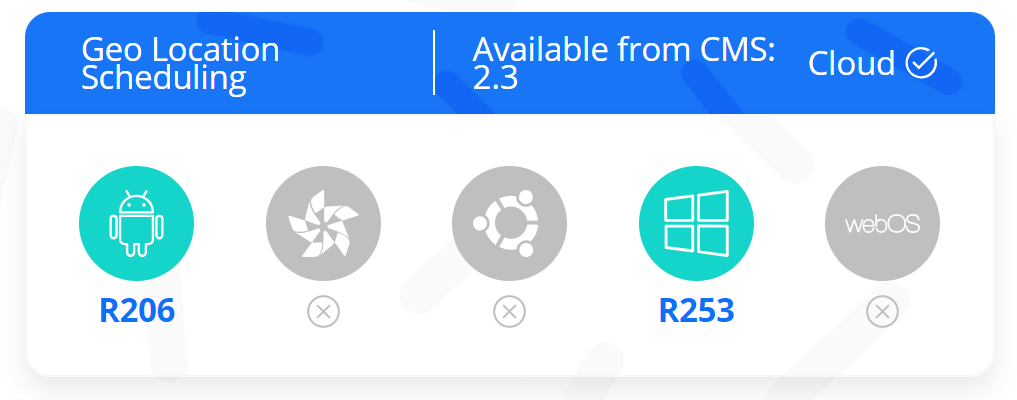 Geo Location
Scheduling
Available from CMS:
2.3
Cloud
webOS
R206
R253